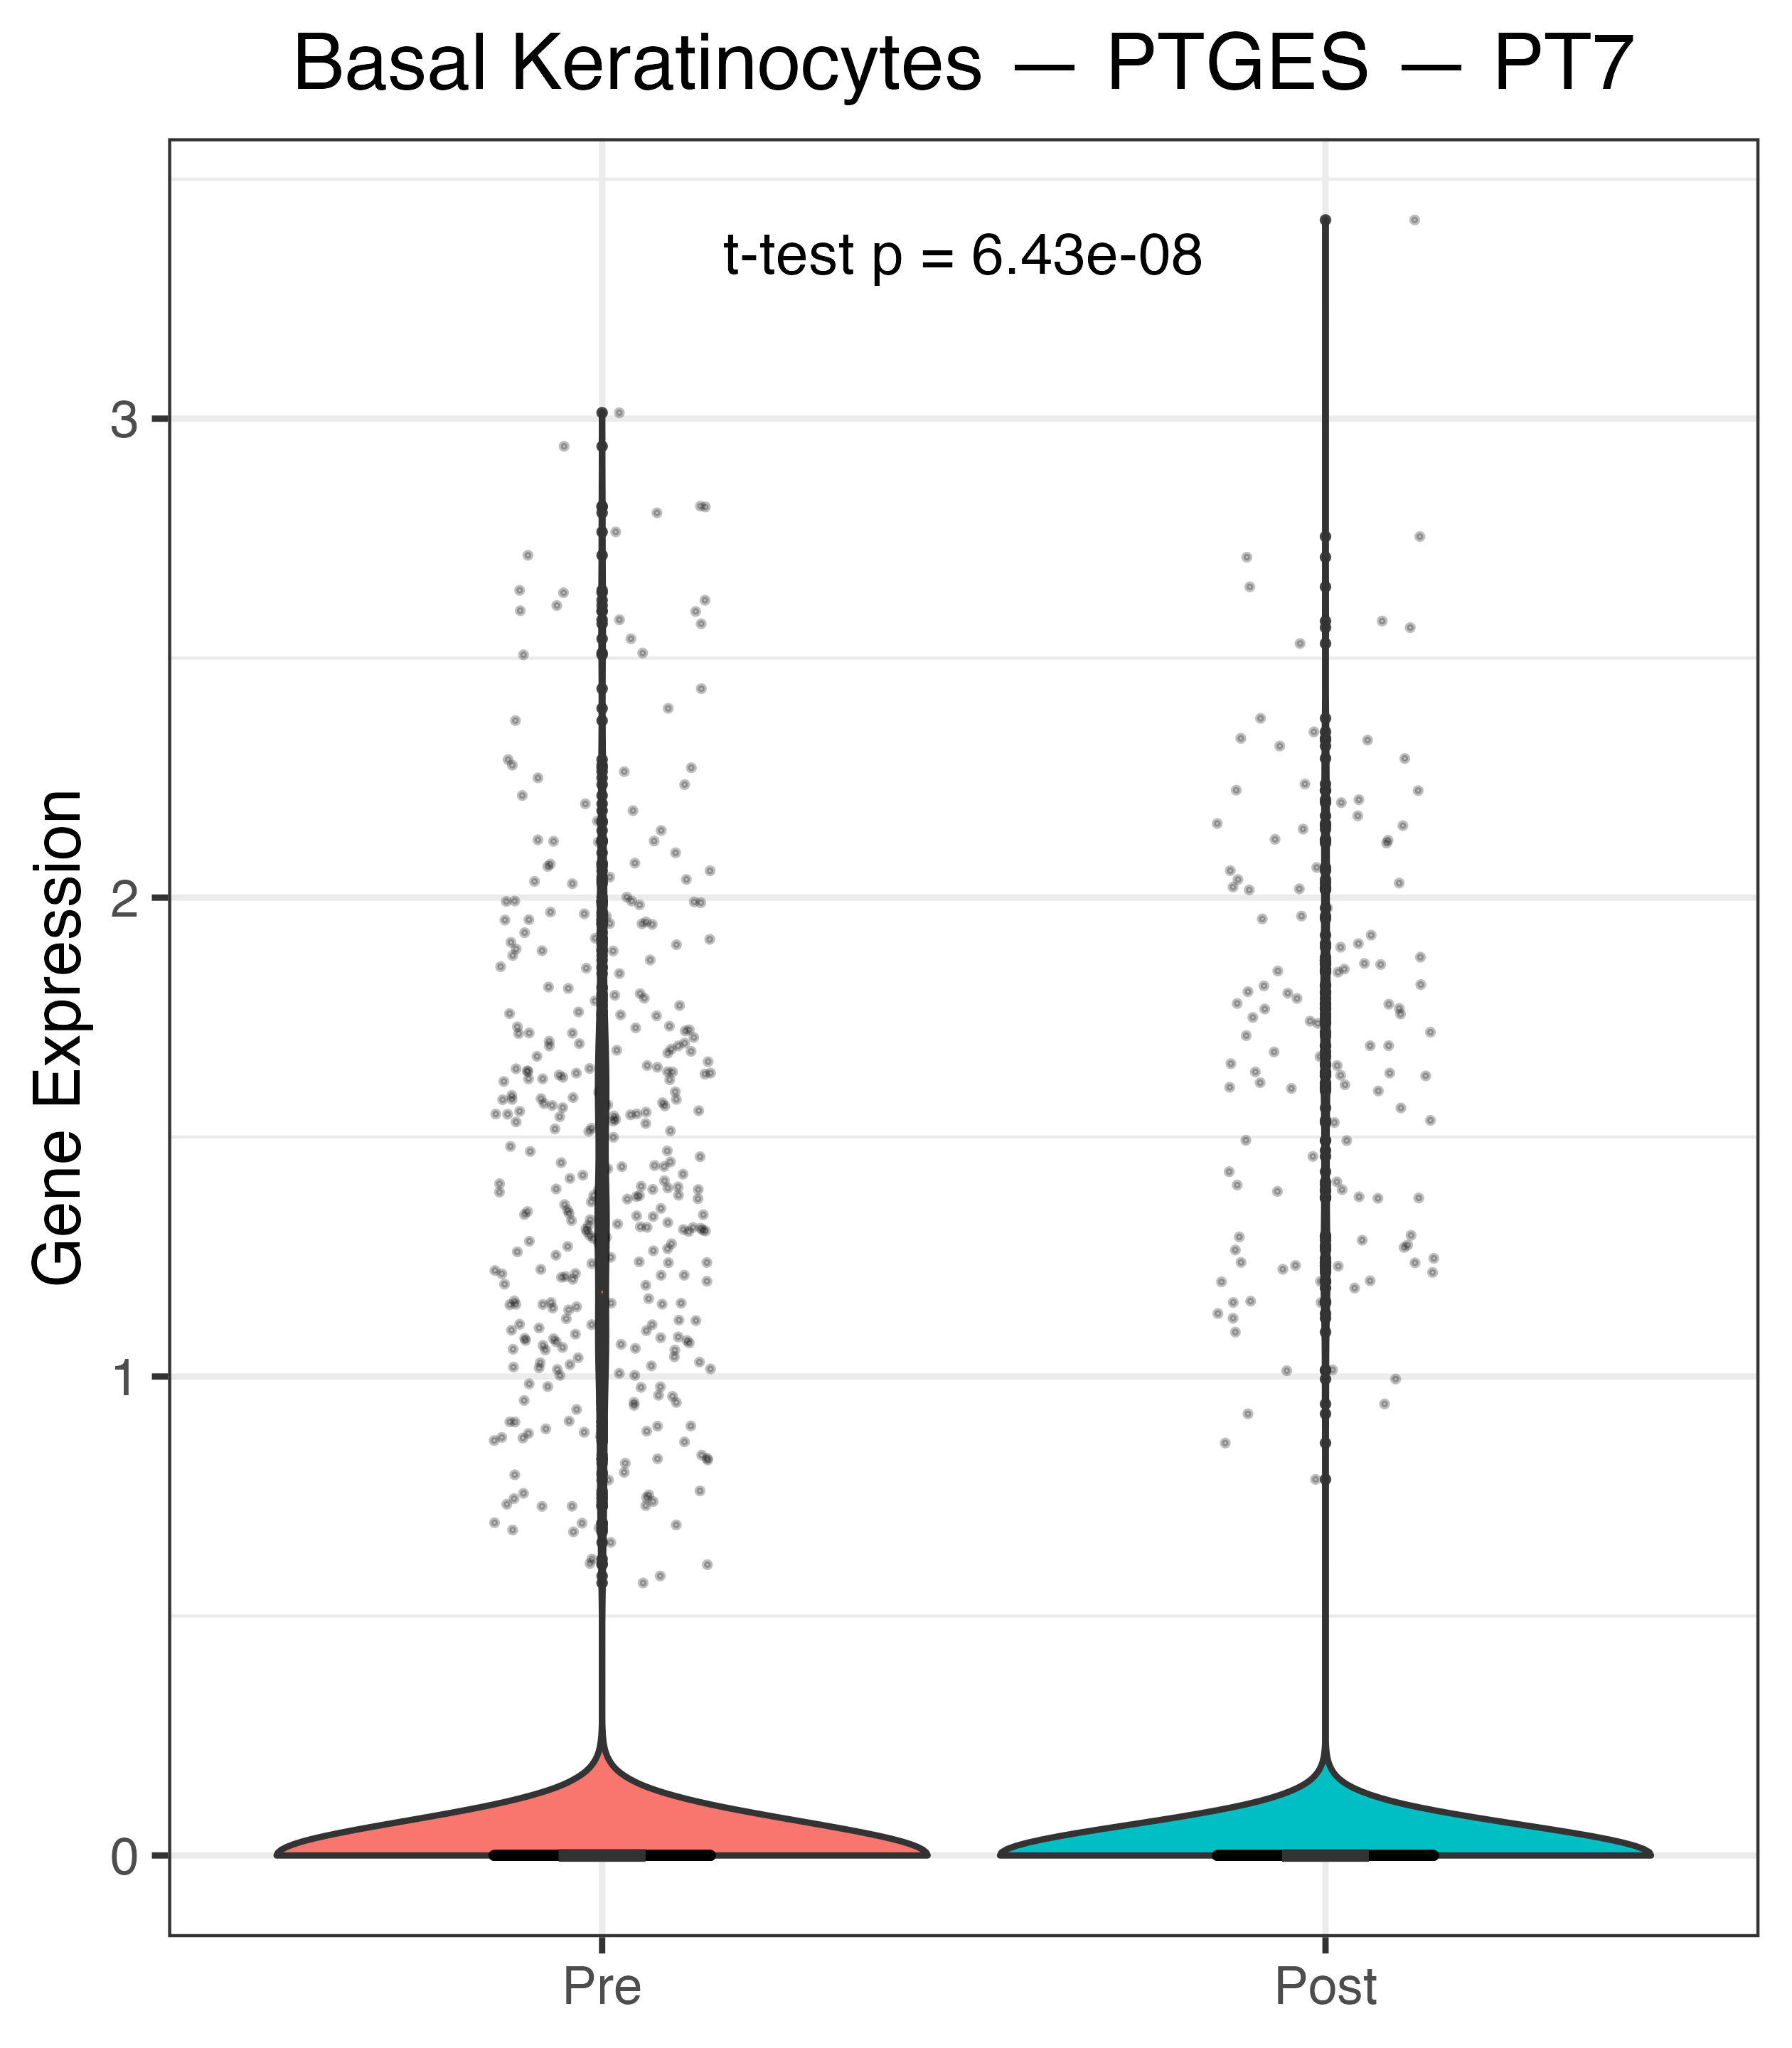 Basal Keratinocytes — PTGES — PT7
t-test p = 6.43e-08
Gene Expression
3
2
1
0
Pre
Post